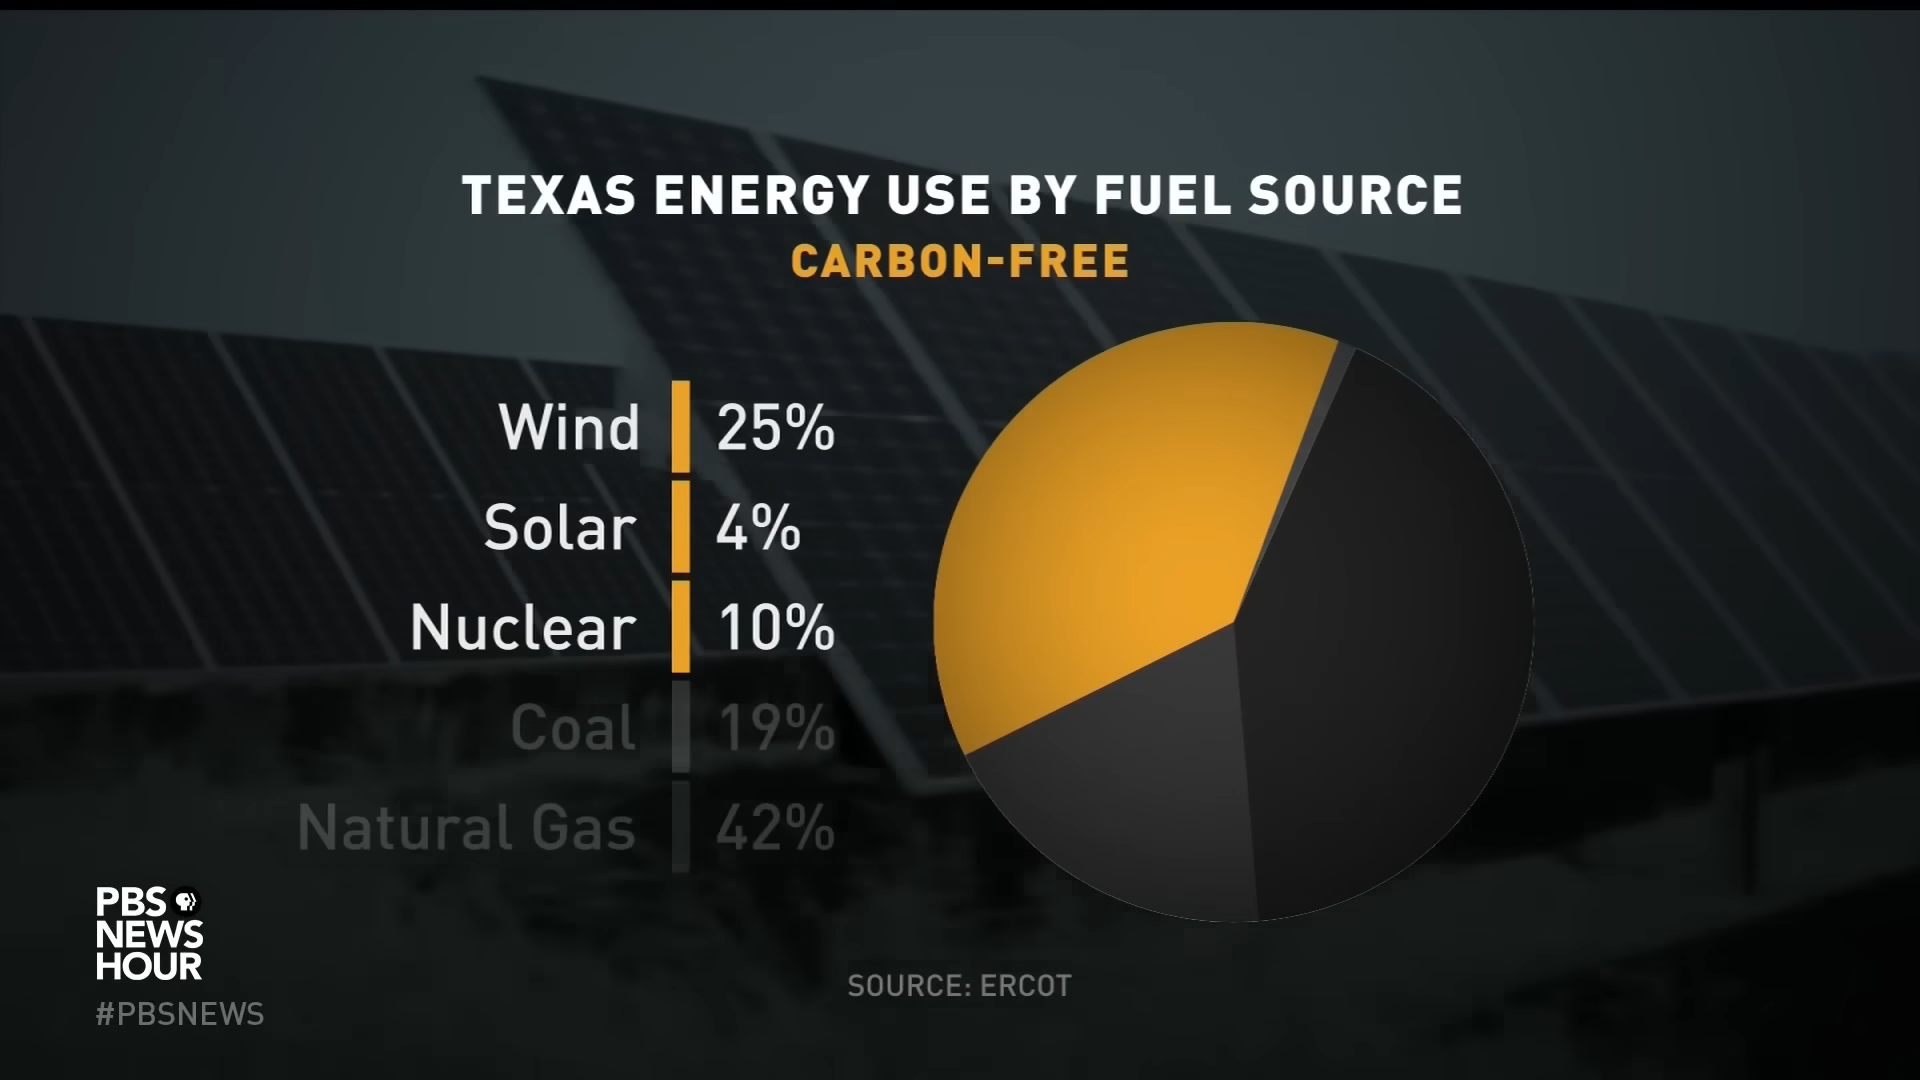 TEXAS ENERGY USE BY FUEL SOURCE
CARBON-FREE
Wind 25%
Solar 4%
Nuclear 10%
Coal 19%
Natural Gas 42%
PBS
NEWS
HOUR
#PBSNEWS
SOURCE: ERCOT